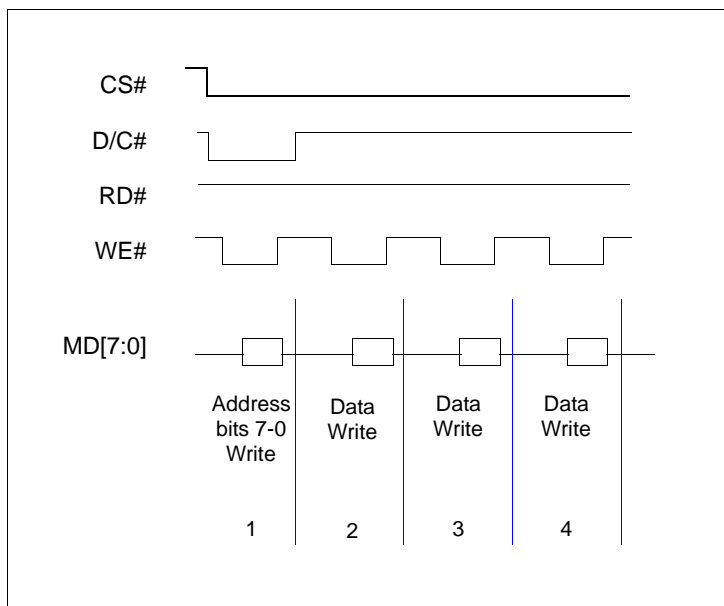 CS#
D/C#
RD#
WE#
MD[7:0]
Address
bits 7-0
Write
Data
Write
Data
Write
Data
Write
1
2
3
4